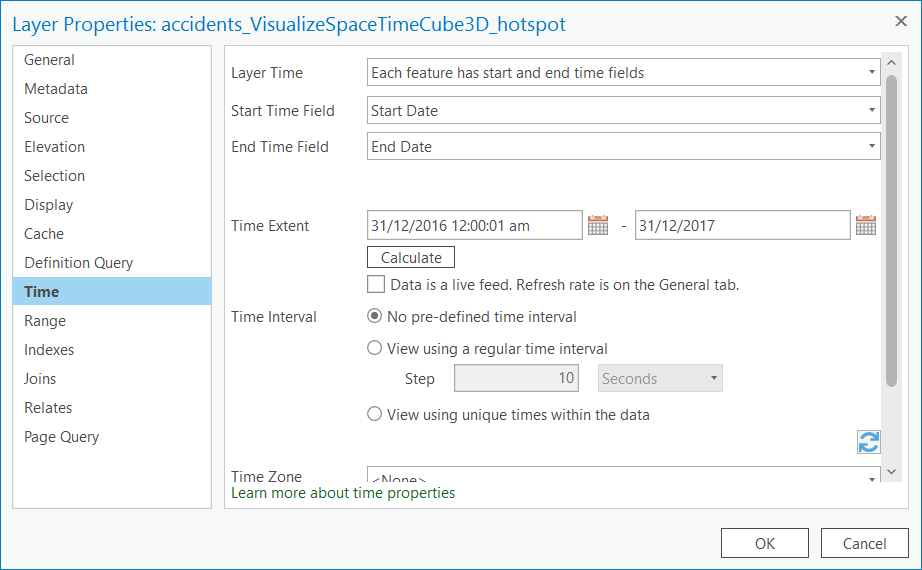 Layer Properties: accidents_VisualizeSpaceTimeCube3D_hotspot
General
Metadata
Source
Elevation
Selection
Display
Cache
Definition Query
Time
Range
Indexes
Joins
Relates
Page Query
Layer Time Each feature has start and end time fields
Start Time Field Start Date
End Time Field End Date
Time Extent 31/12/2016 12:00:01 am - 31/12/2017
Calculate
Data is a live feed. Refresh rate is on the General tab.
Time Interval No pre-defined time interval
View using a regular time interval
Step 10 Seconds
View using unique times within the data
Time Zone <None>
Learn more about time properties
OK Cancel